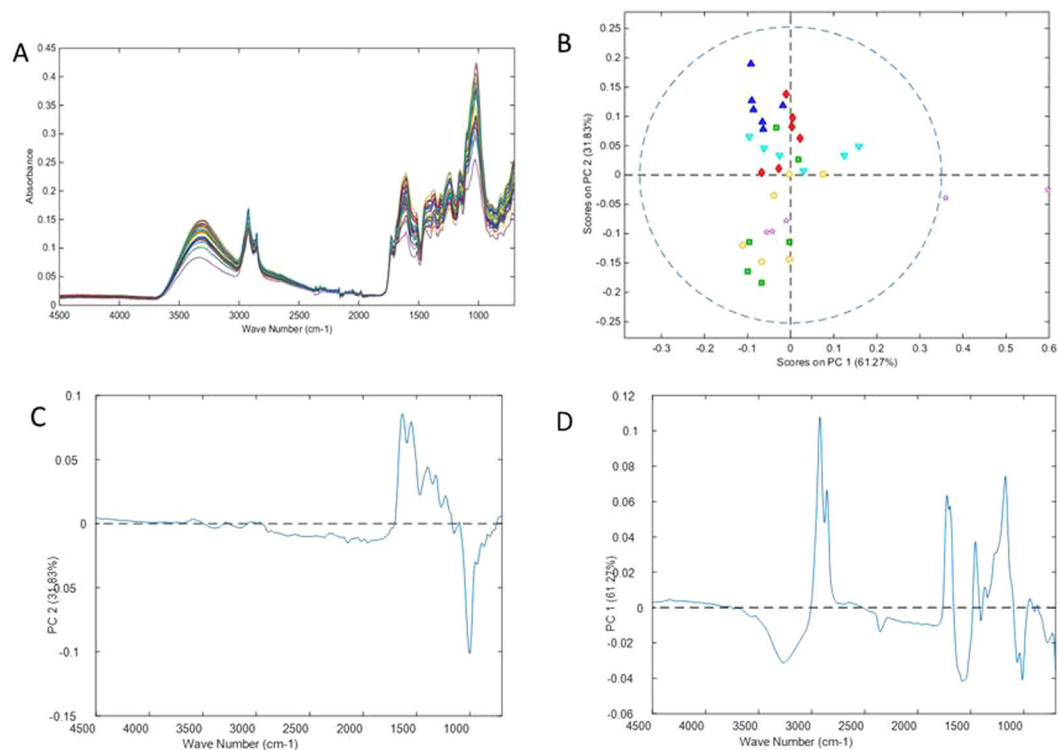 A
0.45
0.4
0.35
0.3
0.25
0.2
0.15
0.1
0.05
0
Absorbance
4500 4000 3500 3000 2500 2000 1500 1000
Wave Number (cm-1)
B
0.25
0.2
0.15
0.1
0.05
0
-0.05
-0.1
-0.15
-0.2
-0.25
Scores on PC 2 (31.83%)
-0.3 -0.2 -0.1 0 0.1 0.2 0.3 0.4 0.5 0.6
Scores on PC 1 (61.27%)
C
0.1
0.05
0
-0.05
-0.1
-0.15
PC 2 (31.83%)
4500 4000 3500 3000 2500 2000 1500 1000
Wave Number (cm-1)
D
0.12
0.1
0.08
0.06
0.04
0.02
0
-0.02
-0.04
-0.06
PC 1 (61.27%)
4500 4000 3500 3000 2500 2000 1500 1000
Wave Number (cm-1)